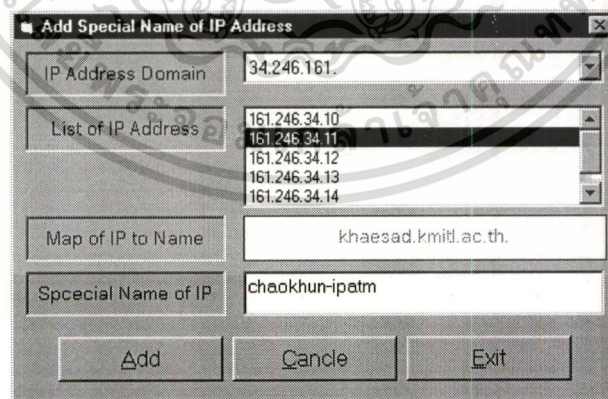 Add Special Name of IP Address
IP Address Domain
34.246.161.
List of IP Address
161.246.34.10
161.246.34.11
161.246.34.12
161.246.34.13
161.246.34.14
Map of IP to Name
khaesad.kmitl.ac.th.
Spcecial Name of IP
chaokhun-ipatm
Add
Cancle
Exit